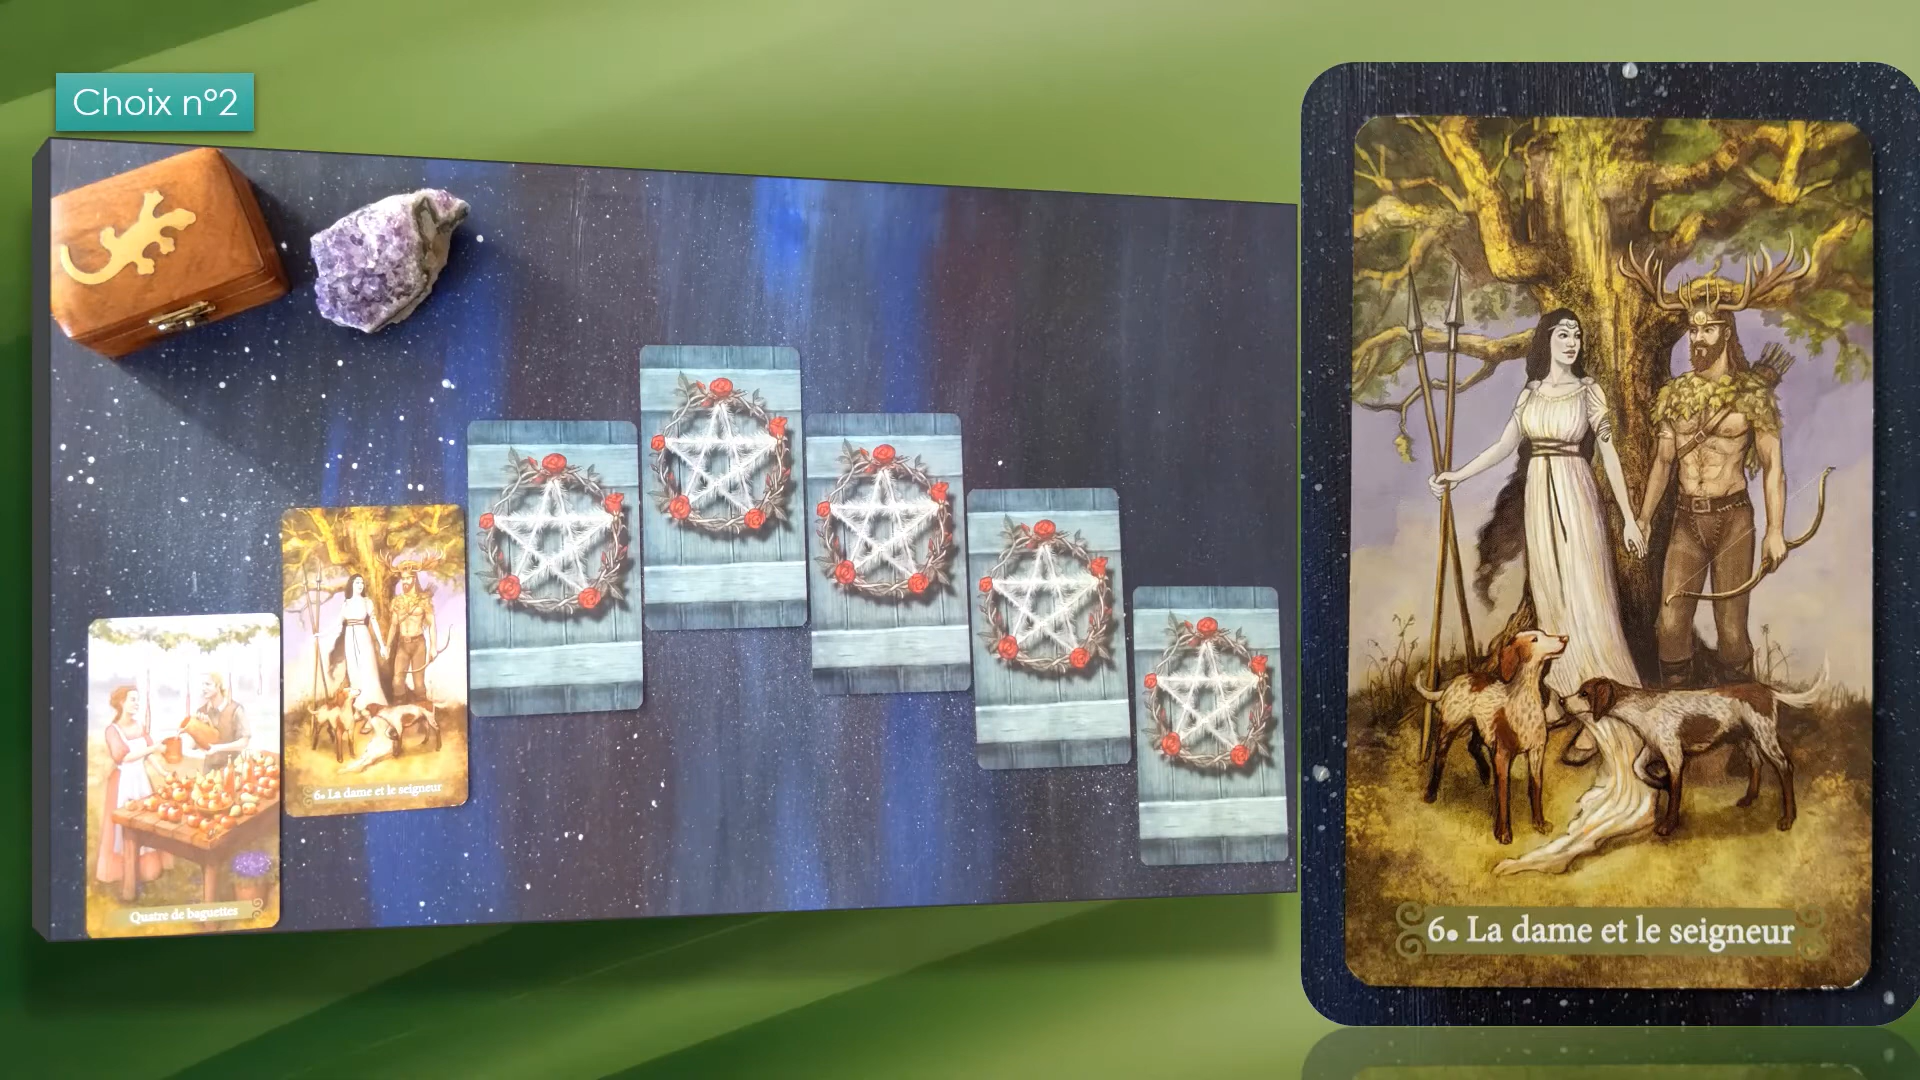 Choix n°2
Quatre de baguettes
6. La dame et le seigneur
6. La dame et le seigneur